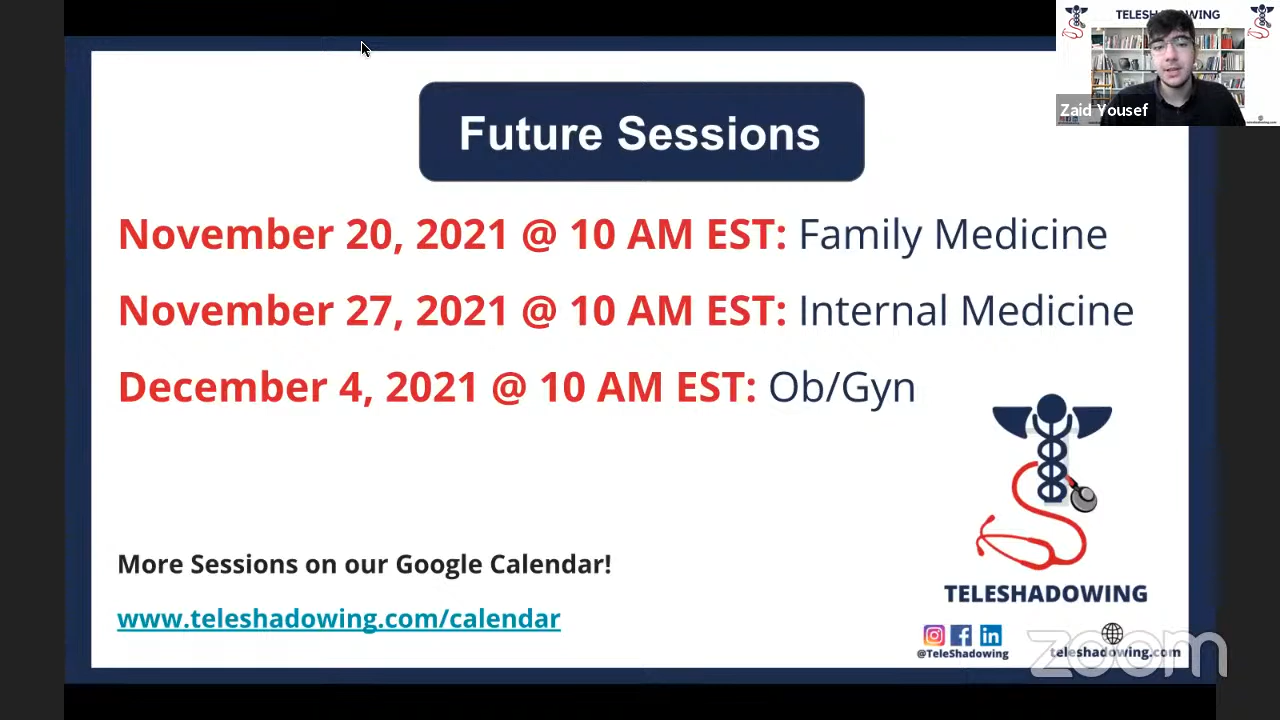 TELESHADOWING
Zaid Yousef
Future Sessions
November 20, 2021 @ 10 AM EST: Family Medicine
November 27, 2021 @ 10 AM EST: Internal Medicine
December 4, 2021 @ 10 AM EST: Ob/Gyn
More Sessions on our Google Calendar!
www.teleshadowing.com/calendar
TELESHADOWING
@TeleShadowing
teleshadowing.com
zoom